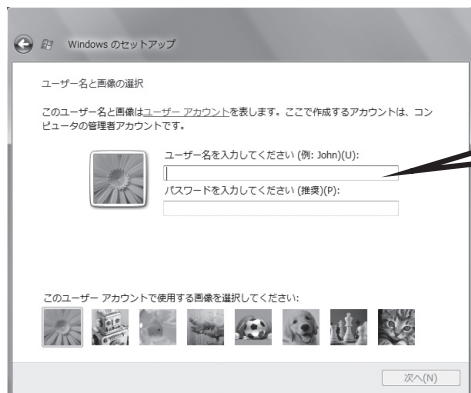 Windows のセットアップ
ユーザー名と画像の選択
このユーザー名と画像はユーザー アカウントを表します。ここで作成するアカウントは、コン
ピュータの管理者アカウントです。
ユーザー名を入力してください (例: John)(U):
パスワードを入力してください (推奨)(P):
このユーザー アカウントで使用する画像を選択してください:
次へ(N)